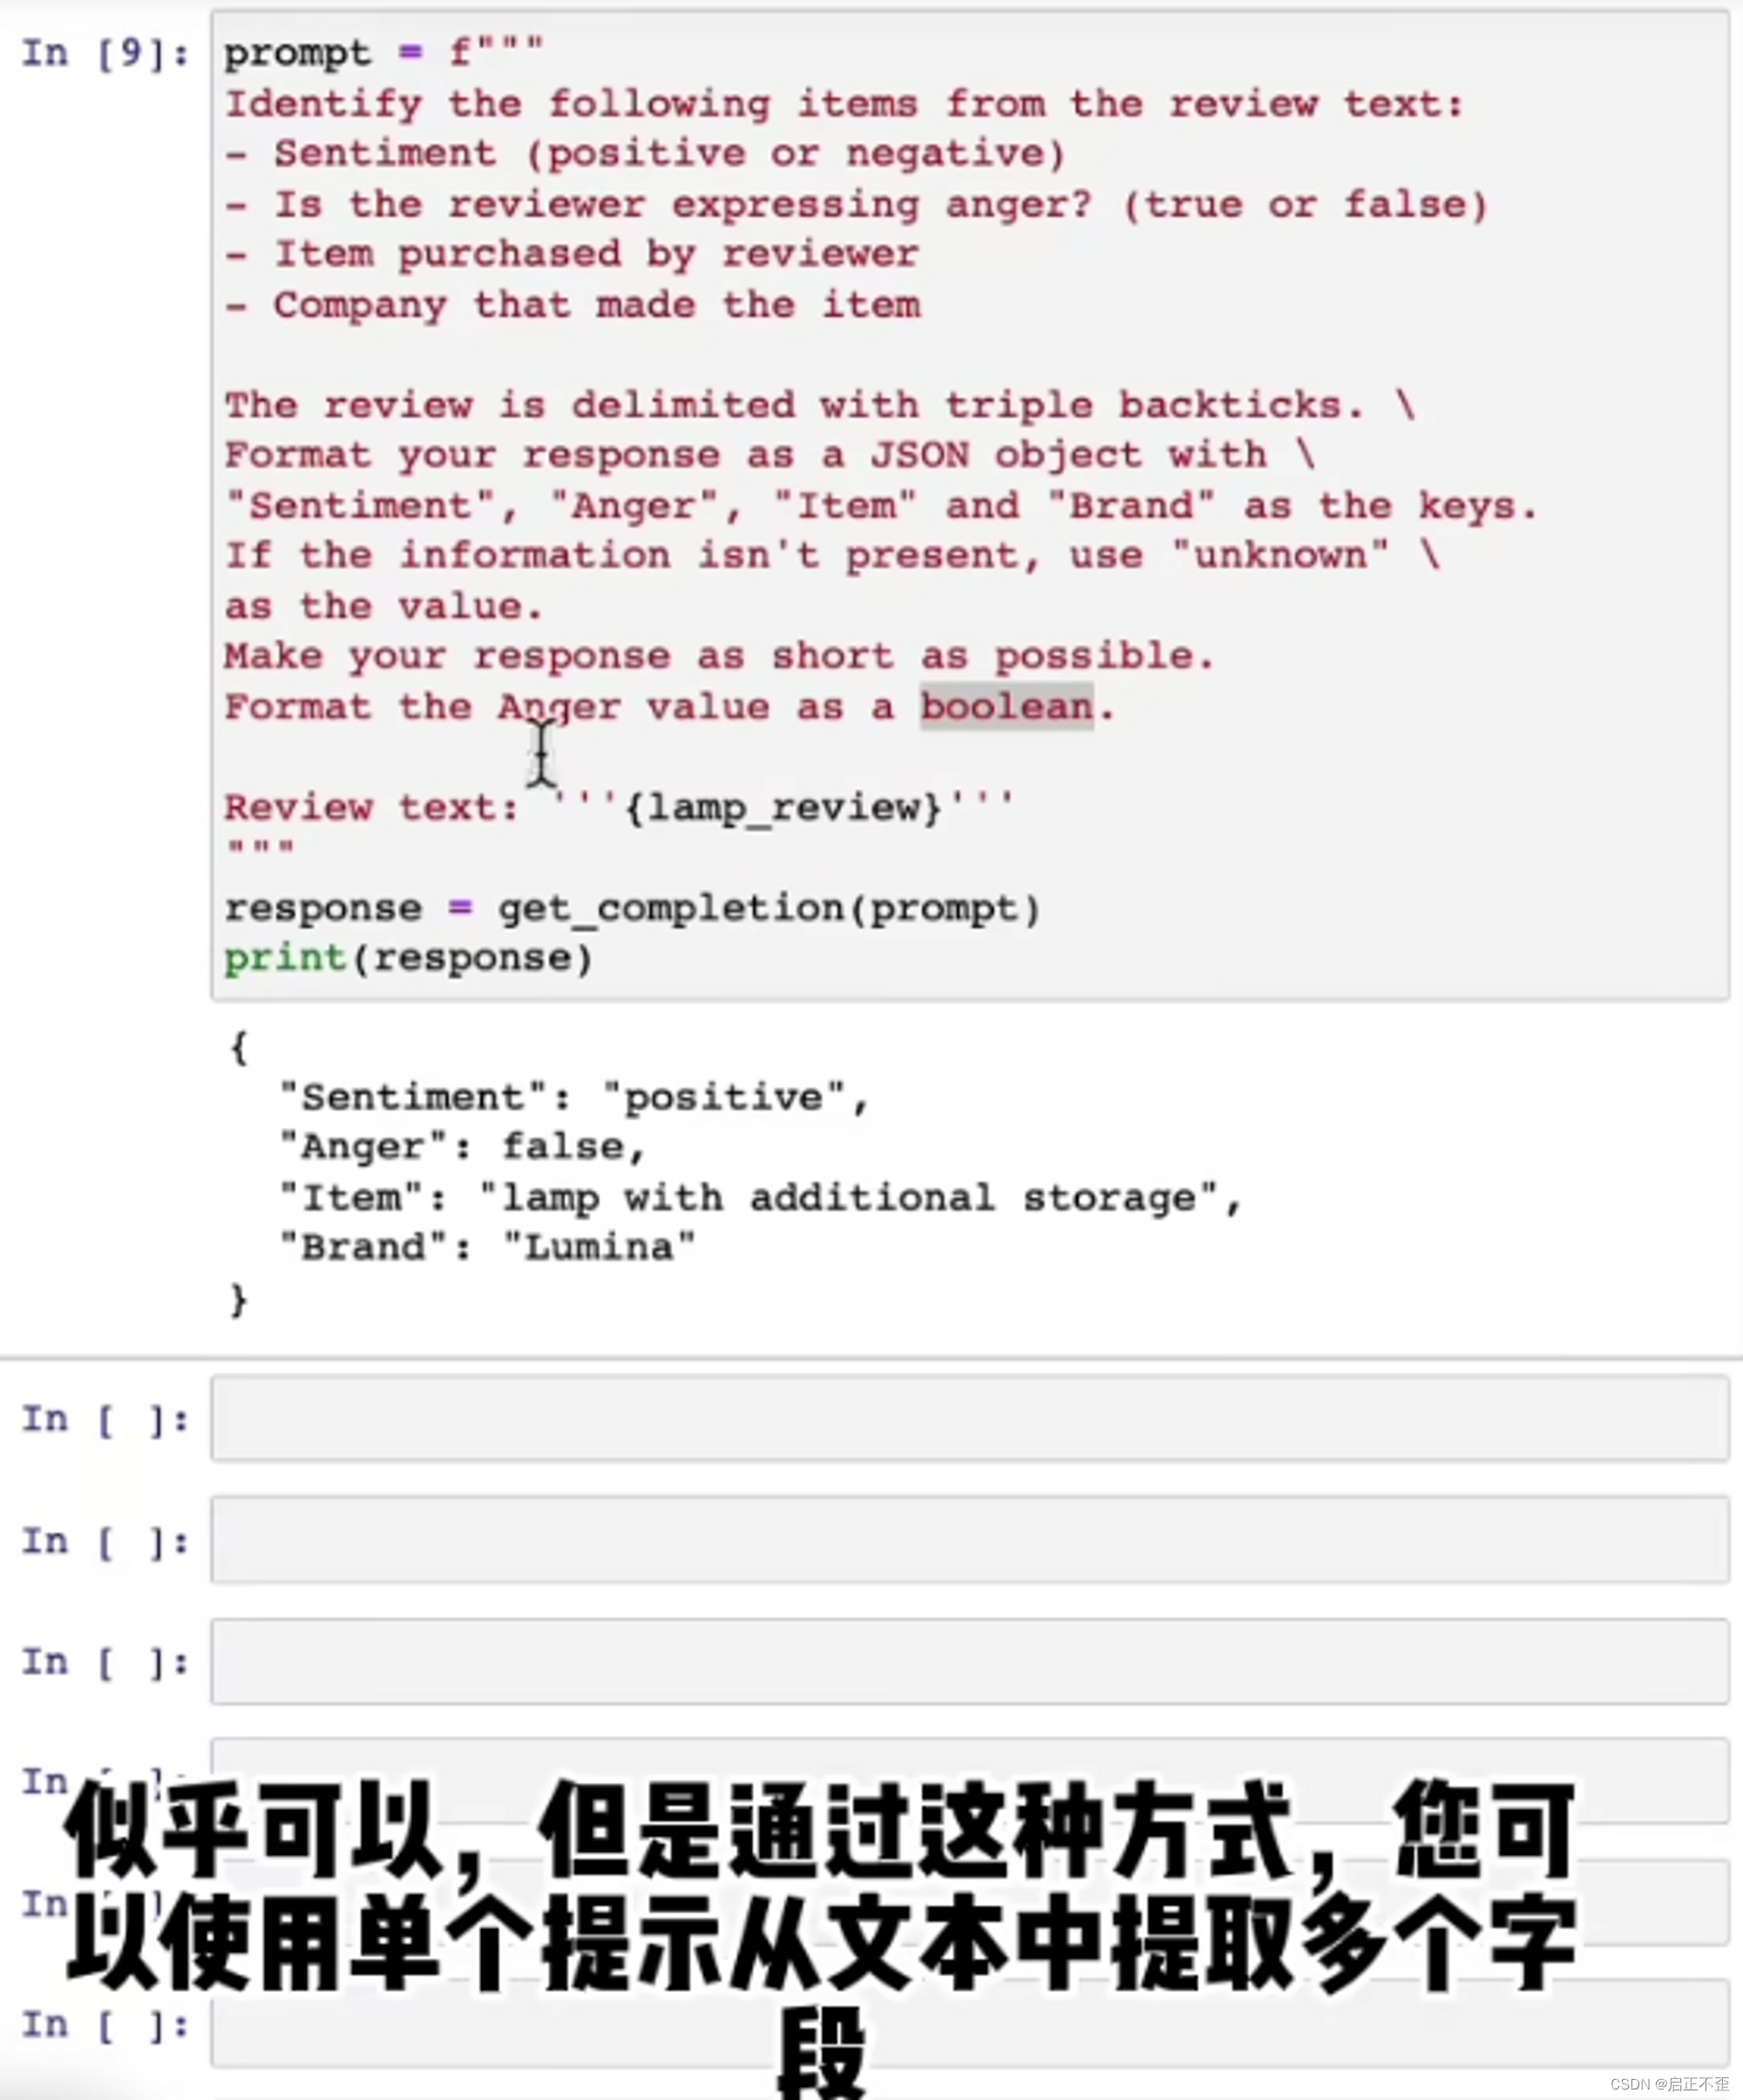 In [9]:
prompt = f"""
Identify the following items from the review text:
- Sentiment (positive or negative)
- Is the reviewer expressing anger? (true or false)
- Item purchased by reviewer
- Company that made the item
The review is delimited with triple backticks. \
Format your response as a JSON object with \
"Sentiment", "Anger", "Item" and "Brand" as the keys.
If the information isn't present, use "unknown" \
as the value.
Make your response as short as possible.
Format the Anger value as a boolean.
Review text: '''{lamp_review}'''
"""
response = get_completion(prompt)
print(response)
{
"Sentiment": "positive",
"Anger": false,
"Item": "lamp with additional storage",
"Brand": "Lumina"
}
In [ ]:
In [ ]:
In [ ]:
In [ ]:
似乎可以，但是通过这种方式，您可
In [ ]:
以使用单个提示从文本中提取多个字
In [ ]:
段
CSDN @启正不歪